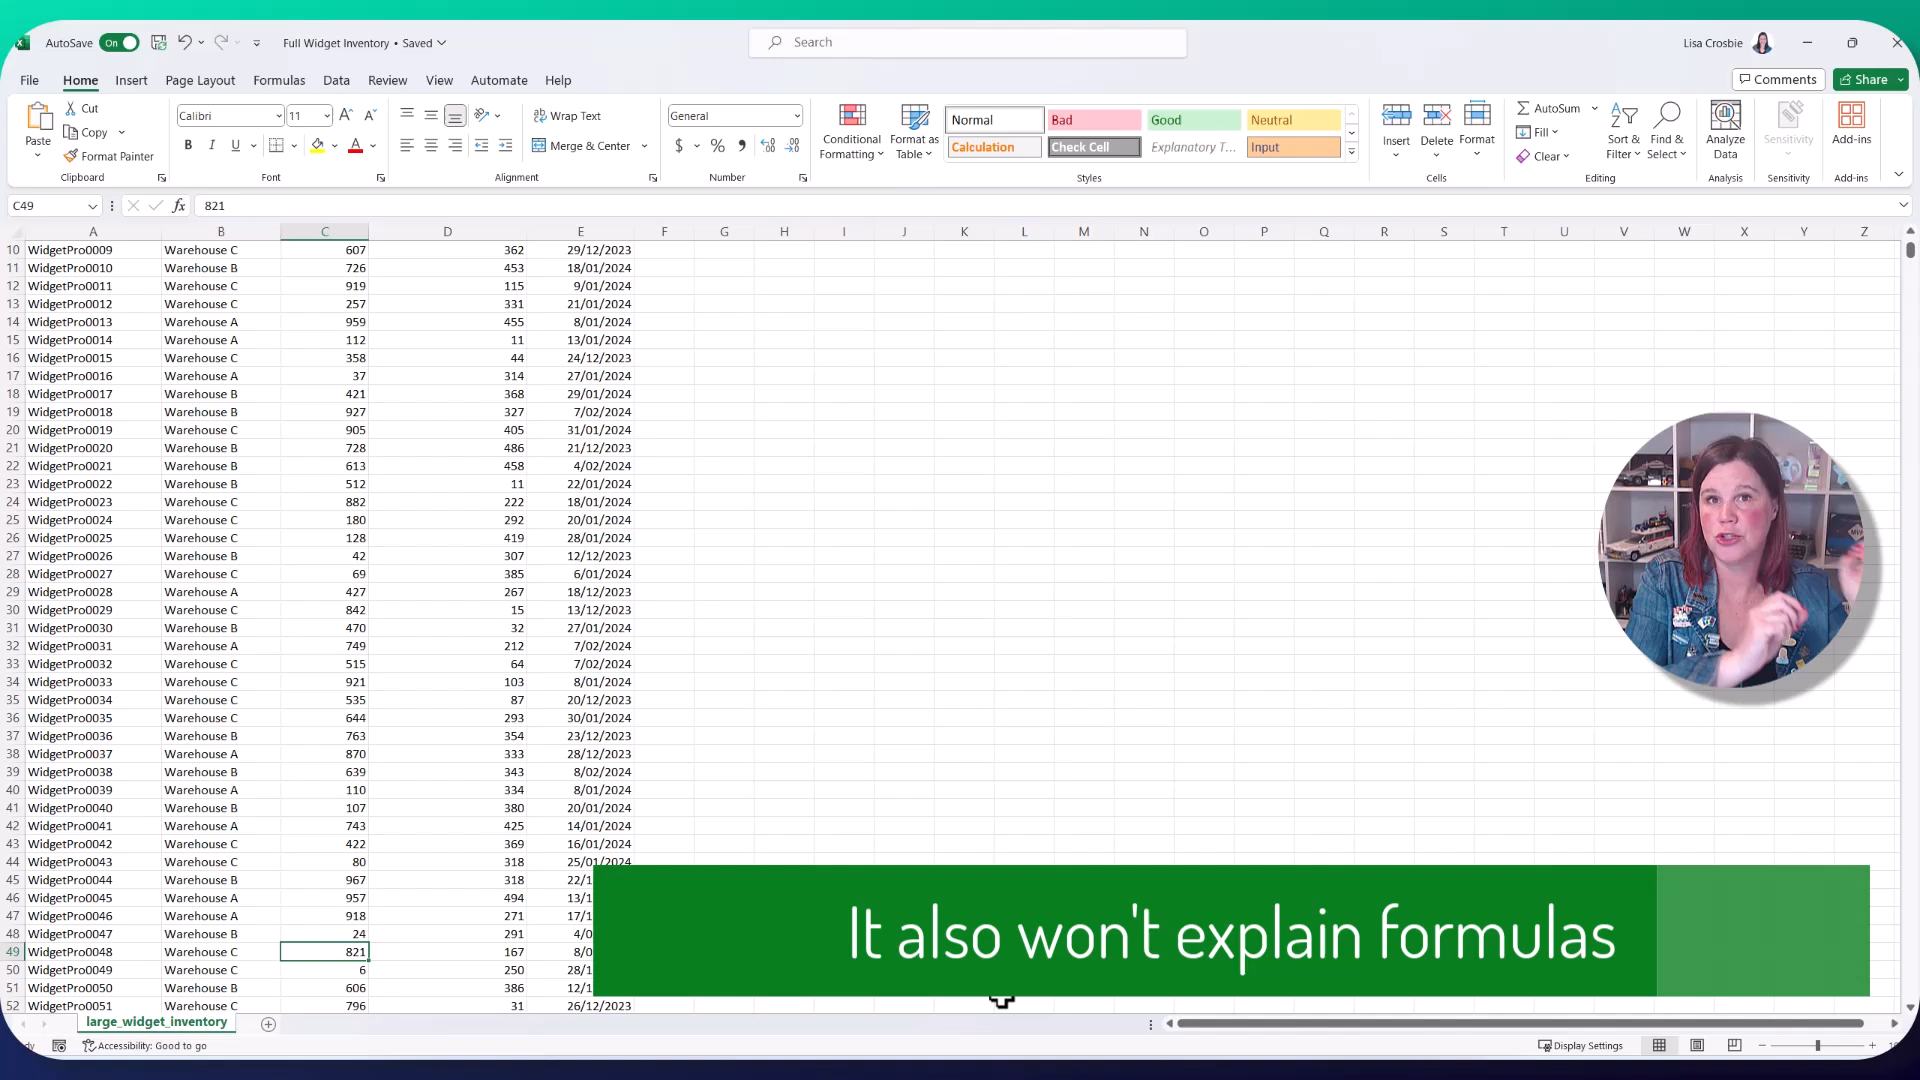 AutoSave On Full Widget Inventory • Saved Search Lisa Crosbie
File Home Insert Page Layout Formulas Data Review View Automate Help Comments Share
Paste Cut Copy Format Painter Clipboard
Calibri 11 B I U A Font
Wrap Text Merge & Center Alignment
General $ % Number
Conditional Formatting Format as Table
Normal Bad Good Neutral
Calculation Check Cell Explanatory T... Input
Styles
Insert Delete Format Cells
AutoSum Fill Clear Sort & Filter Find & Select Editing
Analyze Data Analysis Sensitivity Sensitivity Add-ins Add-ins
C49 fx 821
A B C D E F G H I J K L M N O P Q R S T U V W X Y Z
10 WidgetPro0009 Warehouse C 607 362 29/12/2023
11 WidgetPro0010 Warehouse B 726 453 18/01/2024
12 WidgetPro0011 Warehouse C 919 115 9/01/2024
13 WidgetPro0012 Warehouse C 257 331 21/01/2024
14 WidgetPro0013 Warehouse A 959 455 8/01/2024
15 WidgetPro0014 Warehouse A 112 11 13/01/2024
16 WidgetPro0015 Warehouse C 358 44 24/12/2023
17 WidgetPro0016 Warehouse A 37 314 27/01/2024
18 WidgetPro0017 Warehouse B 421 368 29/01/2024
19 WidgetPro0018 Warehouse B 927 327 7/02/2024
20 WidgetPro0019 Warehouse C 905 405 31/01/2024
21 WidgetPro0020 Warehouse B 728 486 21/12/2023
22 WidgetPro0021 Warehouse B 613 458 4/02/2024
23 WidgetPro0022 Warehouse B 512 11 22/01/2024
24 WidgetPro0023 Warehouse C 882 222 18/01/2024
25 WidgetPro0024 Warehouse C 180 292 20/01/2024
26 WidgetPro0025 Warehouse C 128 419 28/01/2024
27 WidgetPro0026 Warehouse B 42 307 12/12/2023
28 WidgetPro0027 Warehouse C 69 385 6/01/2024
29 WidgetPro0028 Warehouse A 427 267 18/12/2023
30 WidgetPro0029 Warehouse C 842 15 13/12/2023
31 WidgetPro0030 Warehouse B 470 32 27/01/2024
32 WidgetPro0031 Warehouse A 749 212 7/02/2024
33 WidgetPro0032 Warehouse C 515 64 7/02/2024
34 WidgetPro0033 Warehouse C 921 103 8/01/2024
35 WidgetPro0034 Warehouse C 535 87 20/12/2023
36 WidgetPro0035 Warehouse C 644 293 30/01/2024
37 WidgetPro0036 Warehouse B 763 354 23/12/2023
38 WidgetPro0037 Warehouse A 870 333 28/12/2023
39 WidgetPro0038 Warehouse B 639 343 8/02/2024
40 WidgetPro0039 Warehouse A 110 334 8/01/2024
41 WidgetPro0040 Warehouse B 107 380 20/01/2024
42 WidgetPro0041 Warehouse A 743 425 14/01/2024
43 WidgetPro0042 Warehouse C 422 369 16/01/2024
44 WidgetPro0043 Warehouse C 80 318 25/01/2024
45 WidgetPro0044 Warehouse B 967 318 22/1
46 WidgetPro0045 Warehouse A 957 494 13/1
47 WidgetPro0046 Warehouse A 918 271 17/1
48 WidgetPro0047 Warehouse B 24 291 4/0
49 WidgetPro0048 Warehouse C 821 167 8/0
50 WidgetPro0049 Warehouse C 6 250 28/1
51 WidgetPro0050 Warehouse B 606 386 12/1
52 WidgetPro0051 Warehouse C 796 31 26/12/2023
It also won't explain formulas
large_widget_inventory
Accessibility: Good to go Display Settings